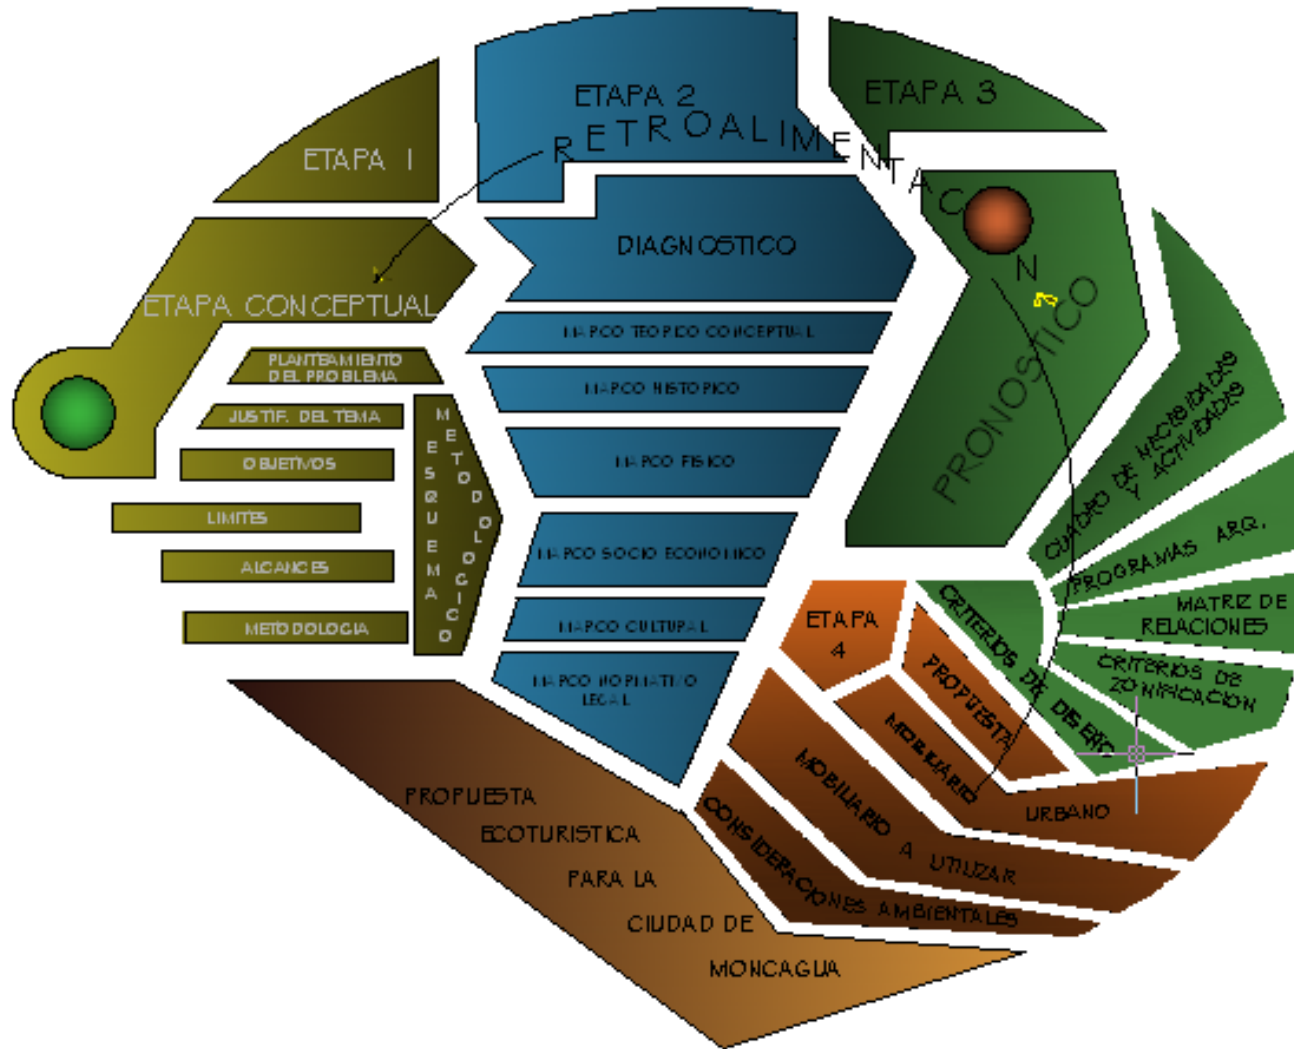 ETAPA 1
ETAPA CONCEPTUAL
PLANTEAMIENTO
DEL PROBLEMA
JUSTIF. DEL TEMA
OBJETIVOS
LIMITES
ALCANCES
METODOLOGIA
ESQUEMA
METODOLOGICO
ETAPA 2
RETROALIMENTAC N
DIAGNOSTICO
MARCO TEORICO CONCEPTUAL
MARCO HISTORICO
MARCO FISICO
MARCO SOCIO ECONOMICO
MARCO CULTURAL
MARCO NORMATIVO
LEGAL
ETAPA 3
PRONOSTICO
CUADRO DE NECESIDADES
Y ACTIVIDADES
PROGRAMAS ARQ.
MATRIZ DE
RELACIONES
CRITERIOS DE
ZONIFICACION
CRITERIOS DE DISEÑO
ETAPA
4
PROPUESTA
MOBILIARIO
URBANO
MOBILIARIO A UTILIZAR
CONSIDERACIONES AMBIENTALES
PROPUESTA
ECOTURISTICA
PARA LA
CIUDAD DE
MONCAGUA